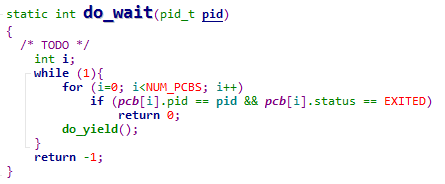 static int do_wait(pid_t pid)
{
  /* TODO */
    int i;
    while (1){
        for (i=0; i<NUM_PCBS; i++)
            if (pcb[i].pid == pid && pcb[i].status == EXITED)
                return 0;
        do_yield();
    }
    return -1;
}